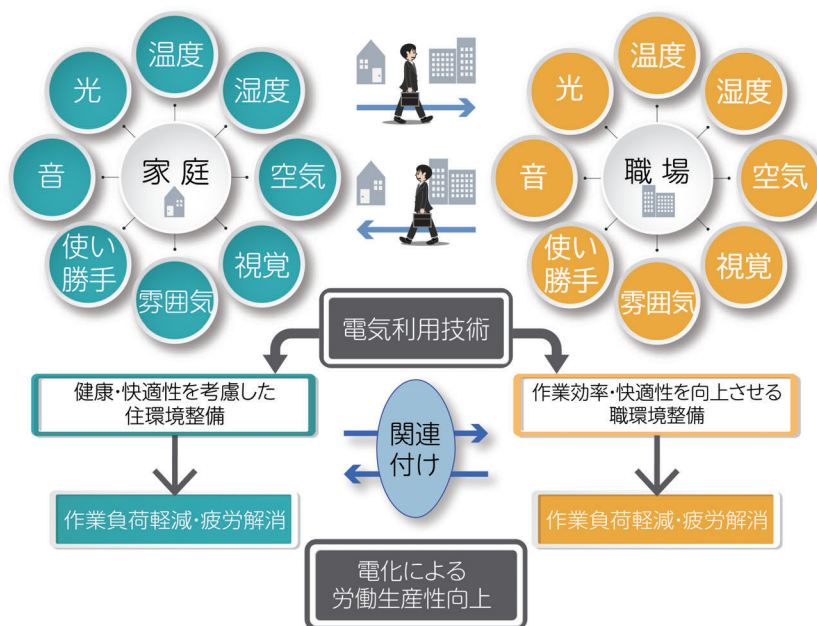 温度
湿度
空気
視覚
雰囲気
使い
勝手
音
光
家庭
温度
湿度
空気
視覚
雰囲気
使い
勝手
音
光
職場
電気利用技術
健康・快適性を考慮した
住環境整備
関連
付け
作業効率・快適性を向上させる
職環境整備
作業負荷軽減・疲労解消
作業負荷軽減・疲労解消
電化による
労働生産性向上